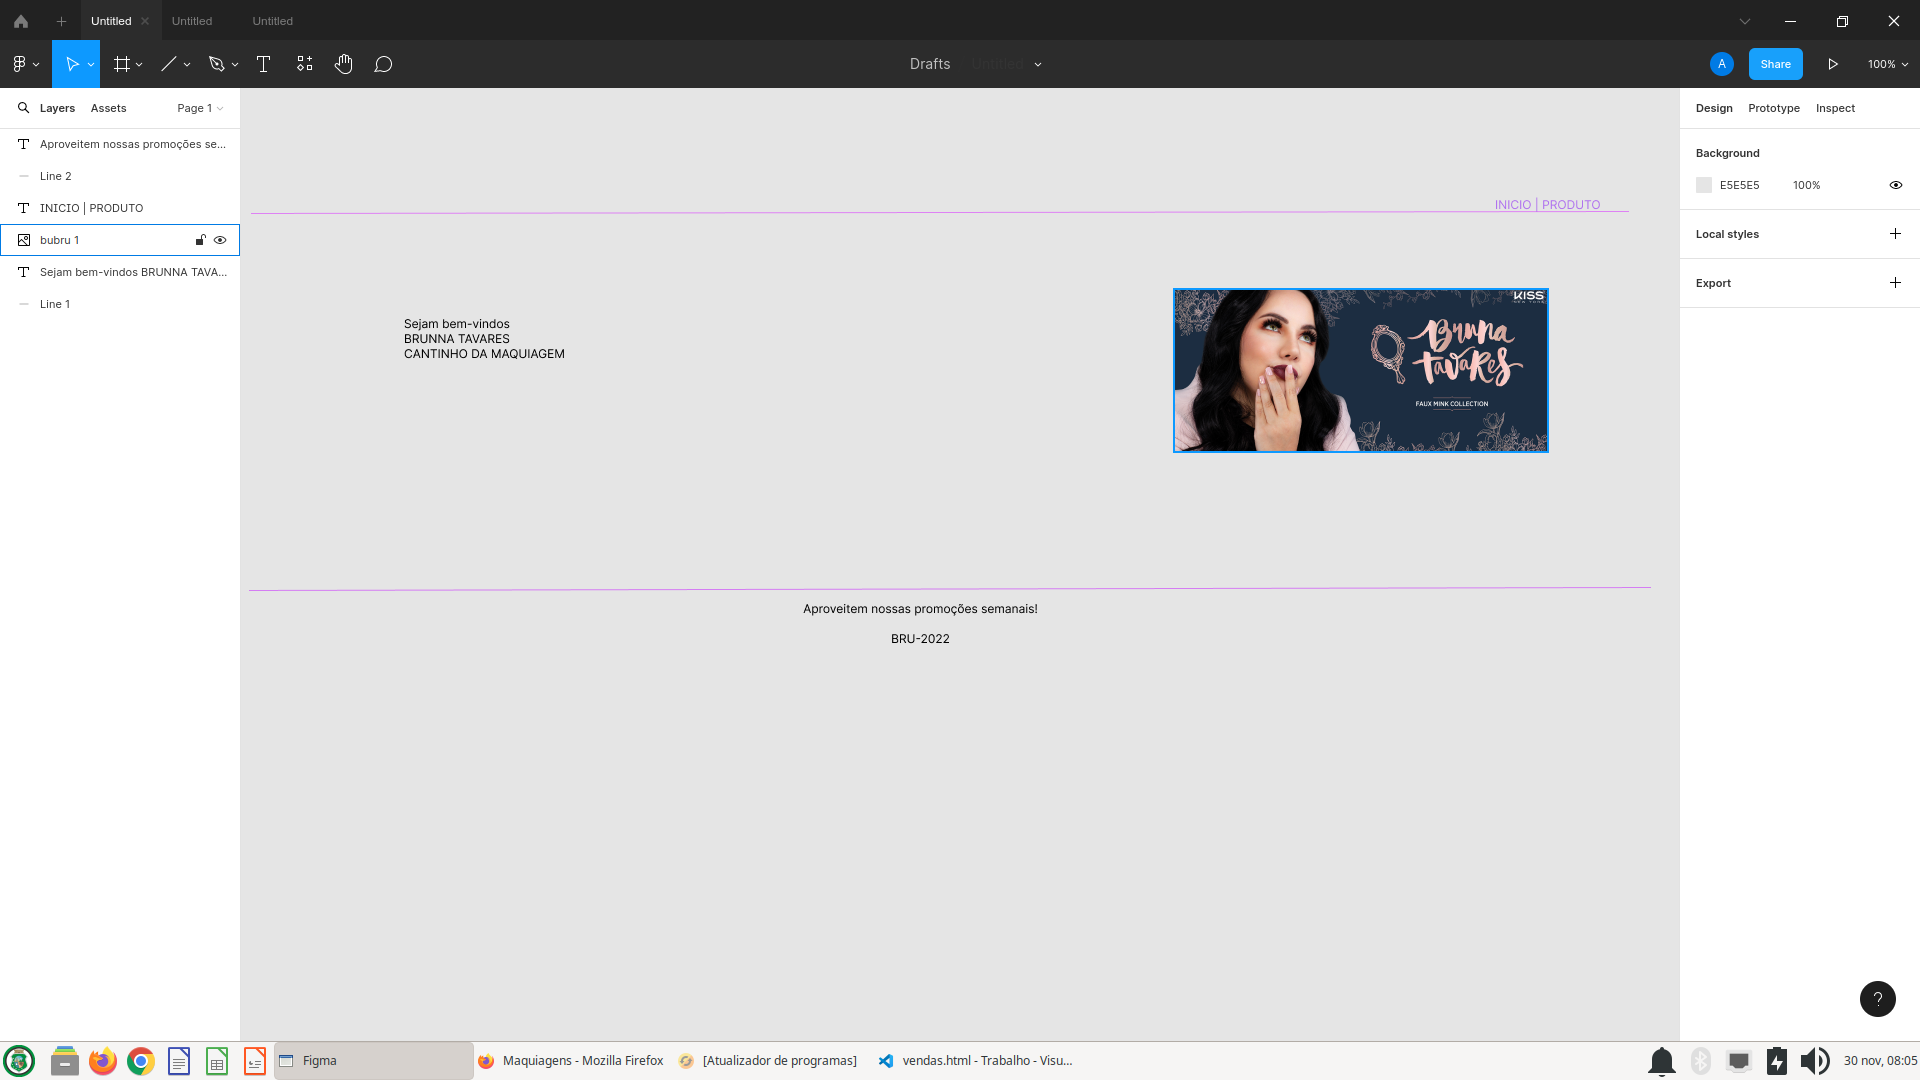 Untitled
Untitled
Untitled
Drafts
Untitled
A
Share
100%
Layers
Assets
Page 1
Aproveitem nossas promoções se...
Line 2
INICIO | PRODUTO
bubru 1
Sejam bem-vindos BRUNNA TAVA...
Line 1
INICIO | PRODUTO
Sejam bem-vindos
BRUNNA TAVARES
CANTINHO DA MAQUIAGEM
KISS
NEW YORK
Brunna
TavaRes
FAUX MINK COLLECTION
Aproveitem nossas promoções semanais!
BRU-2022
Design
Prototype
Inspect
Background
E5E5E5
100%
Local styles
Export
?
Figma
Maquiagens - Mozilla Firefox
[Atualizador de programas]
vendas.html - Trabalho - Visu...
30 nov, 08:05